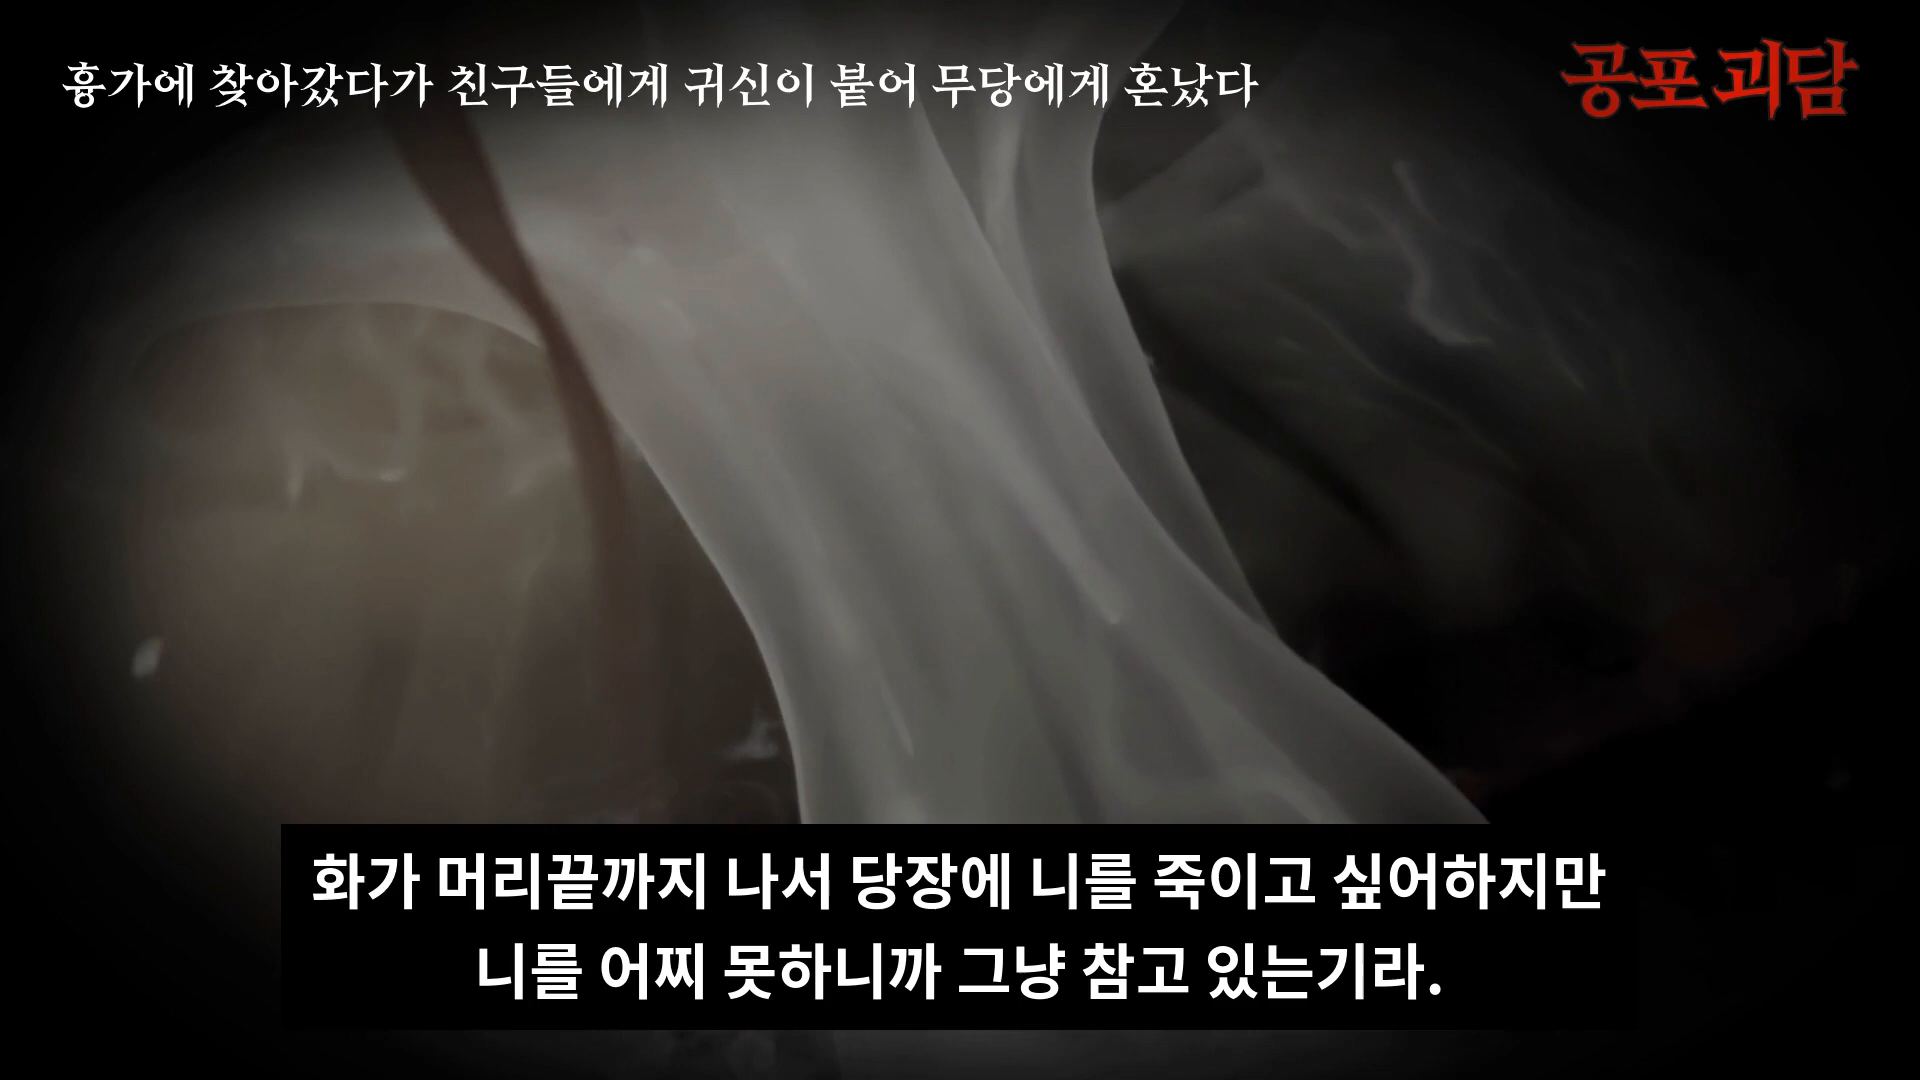 흉가에 찾아갔다가 친구들에게 귀신이 붙어 무당에게 혼났다
공포 괴담
화가 머리끝까지 나서 당장에 니를 죽이고 싶어하지만
니를 어찌 못하니까 그냥 참고 있는기라.